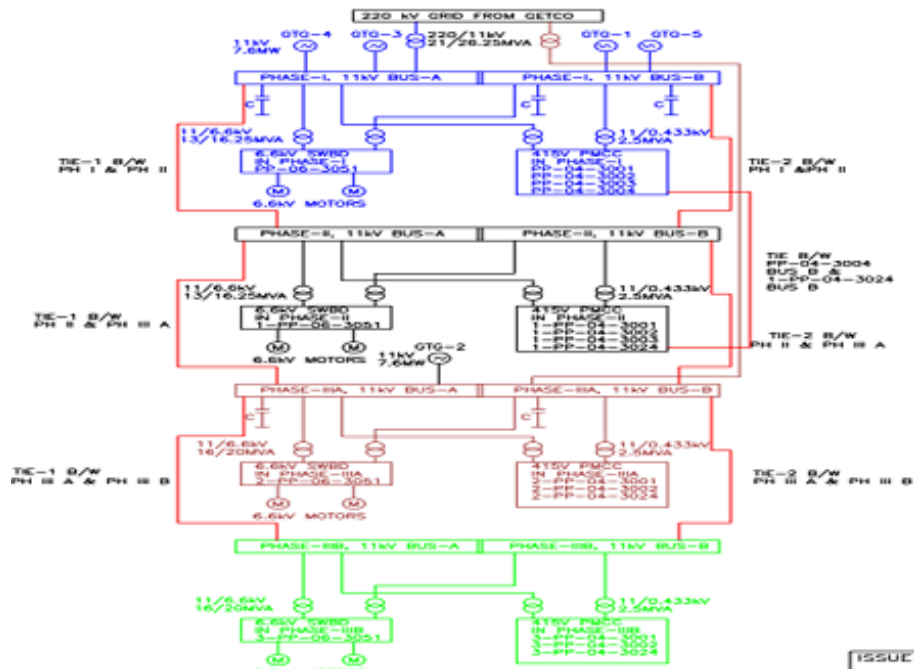 220 kV GRID FROM GETCO
GTG-4
GTG-3
220/11kV
21/26.25MVA
GTG-1
GTG-5
11kV
7.6MW
PHASE-I, 11kV BUS-A
PHASE-I, 11kV BUS-B
C
C
C
11/6.6kV
13/16.25MVA
11/0.433kV
2.5MVA
6.6kV SWBD
IN PHASE-I
PP-06-3051
415V PMCC
IN PHASE-I
PP-04-3001
PP-04-3002
PP-04-3003
PP-04-3004
TIE-1 B/W
PH I & PH II
TIE-2 B/W
PH I &PH II
M
M
6.6kV MOTORS
PHASE-II, 11kV BUS-A
PHASE-II, 11kV BUS-B
TIE B/W
PP-04-3004
BUS B &
1-PP-04-3024
BUS B
11/6.6kV
13/16.25MVA
11/0.433kV
2.5MVA
6.6kV SWBD
IN PHASE-II
1-PP-06-3051
415V PMCC
IN PHASE-II
1-PP-04-3001
1-PP-04-3002
1-PP-04-3003
1-PP-04-3024
TIE-1 B/W
PH II & PH III A
TIE-2 B/W
PH II & PH III A
M
M
6.6kV MOTORS
11kV
7.6MW
GTG-2
PHASE-IIIA, 11kV BUS-A
PHASE-IIIA, 11kV BUS-B
C
C
11/6.6kV
16/20MVA
11/0.433kV
2.5MVA
6.6kV SWBD
IN PHASE-IIIA
2-PP-06-3051
415V PMCC
IN PHASE-IIIA
2-PP-04-3001
2-PP-04-3002
2-PP-04-3024
TIE-1 B/W
PH III A & PH III B
TIE-2 B/W
PH III A & PH III B
M
M
6.6kV MOTORS
PHASE-IIIB, 11kV BUS-A
PHASE-IIIB, 11kV BUS-B
11/6.6kV
16/20MVA
11/0.433kV
2.5MVA
6.6kV SWBD
IN PHASE-IIIB
3-PP-06-3051
415V PMCC
IN PHASE-IIIB
3-PP-04-3001
3-PP-04-3002
3-PP-04-3024
M
M
ISSUE